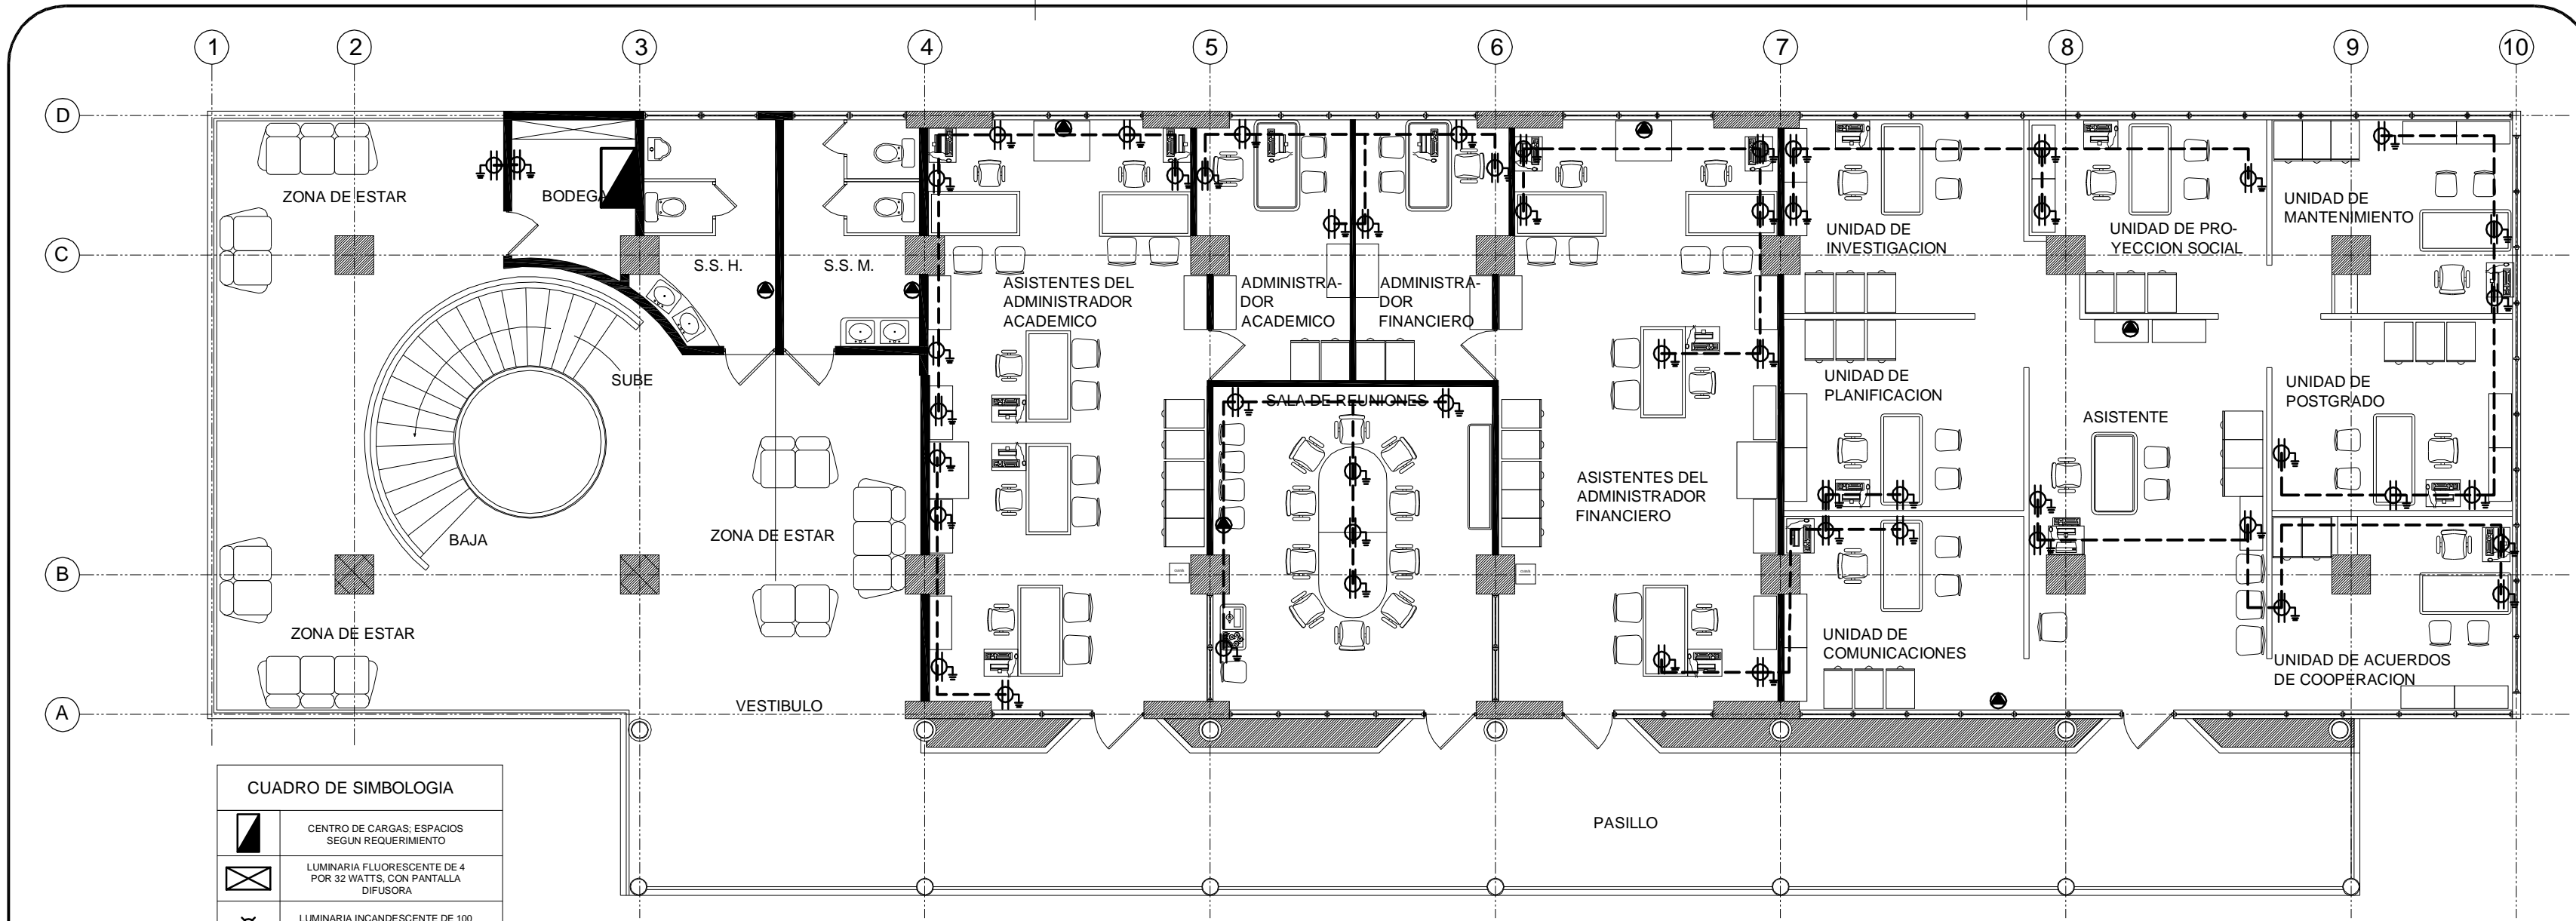 1
2
3
4
5
6
7
8
9
10
D
C
B
A
ZONA DE ESTAR
BODEGA
S.S. H.
S.S. M.
SUBE
BAJA
ZONA DE ESTAR
ZONA DE ESTAR
VESTIBULO
ASISTENTES DEL
ADMINISTRADOR
ACADEMICO
ADMINISTRA-
DOR
ACADEMICO
ADMINISTRA-
DOR
FINANCIERO
SALA DE REUNIONES
ASISTENTES DEL
ADMINISTRADOR
FINANCIERO
UNIDAD DE
INVESTIGACION
UNIDAD DE PRO-
YECCION SOCIAL
UNIDAD DE
MANTENIMIENTO
UNIDAD DE
PLANIFICACION
ASISTENTE
UNIDAD DE
POSTGRADO
UNIDAD DE
COMUNICACIONES
UNIDAD DE ACUERDOS
DE COOPERACION
PASILLO
CUADRO DE SIMBOLOGIA
CENTRO DE CARGAS; ESPACIOS
SEGUN REQUERIMIENTO
LUMINARIA FLUORESCENTE DE 4
POR 32 WATTS, CON PANTALLA
DIFUSORA
LUMINARIA INCANDESCENTE DE 100